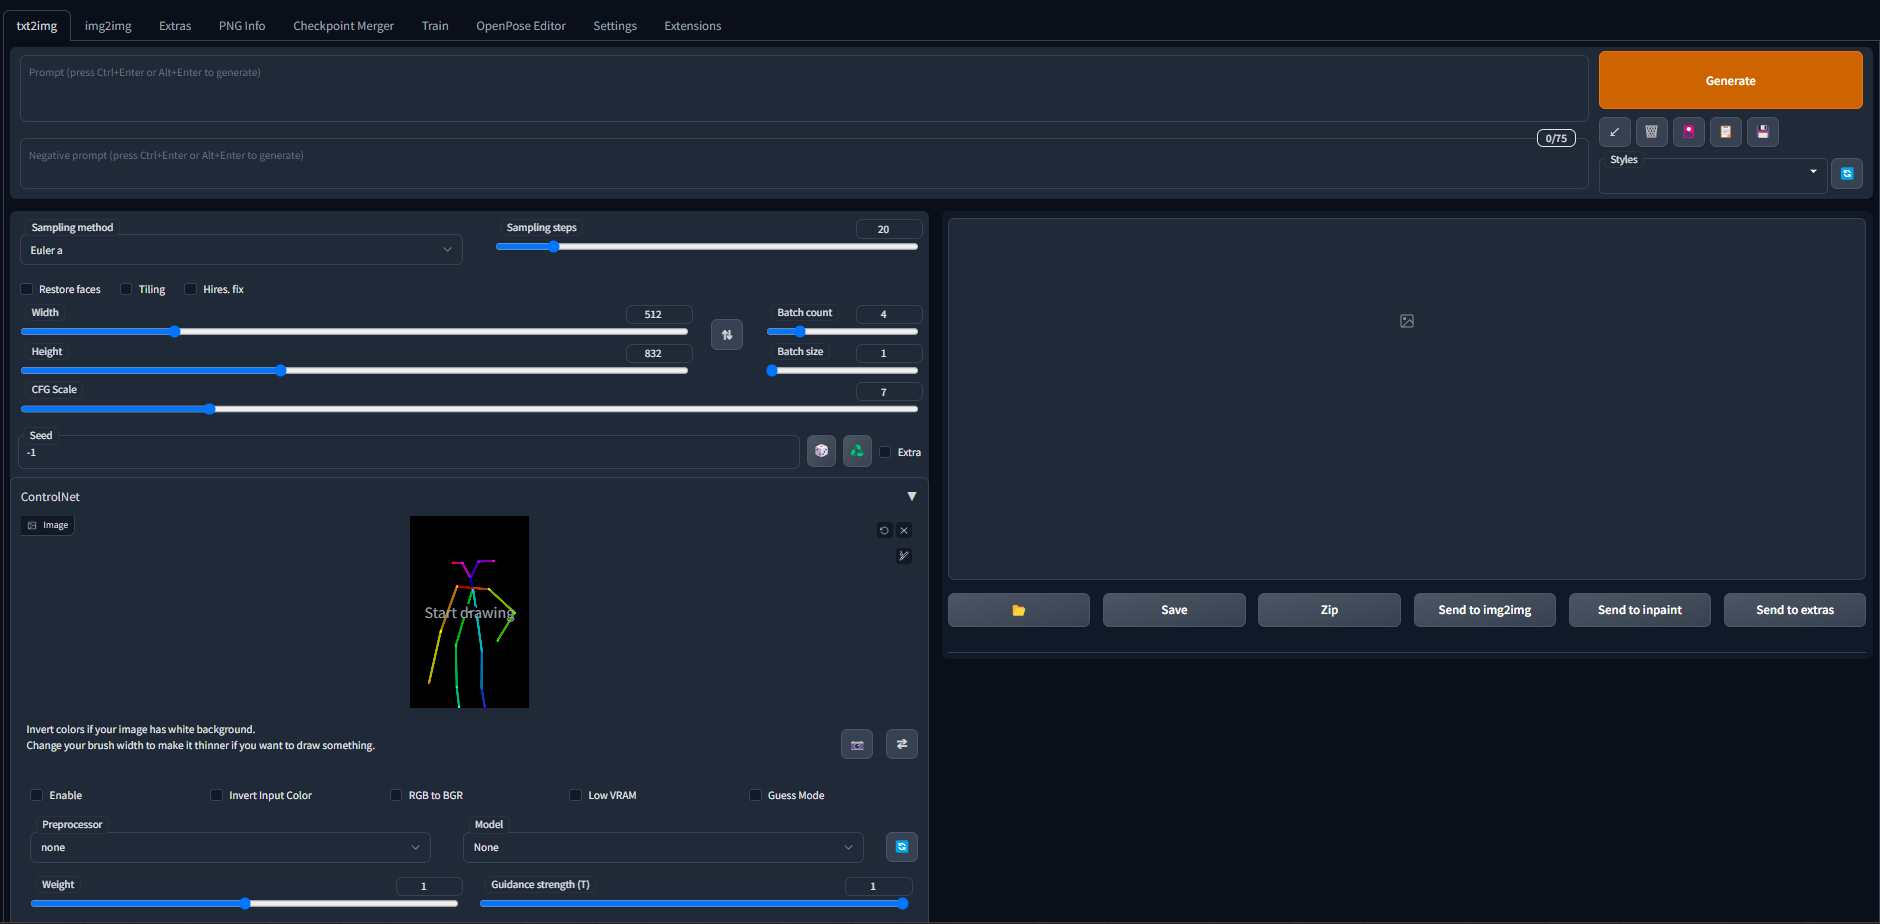 txt2img img2img Extras PNG Info Checkpoint Merger Train OpenPose Editor Settings Extensions
Prompt (press Ctrl+Enter or Alt+Enter to generate)
Generate
0/75
Negative prompt (press Ctrl+Enter or Alt+Enter to generate)
Styles
Sampling method
Euler a
Sampling steps
20
Restore faces Tiling Hires. fix
Width
512
Batch count
4
Height
832
Batch size
1
CFG Scale
7
Seed
-1
Extra
ControlNet
Image
Start drawing
Invert colors if your image has white background.
Change your brush width to make it thinner if you want to draw something.
Enable Invert Input Color RGB to BGR Low VRAM Guess Mode
Preprocessor
none
Model
None
Weight
1
Guidance strength (T)
1
Save Zip Send to img2img Send to inpaint Send to extras